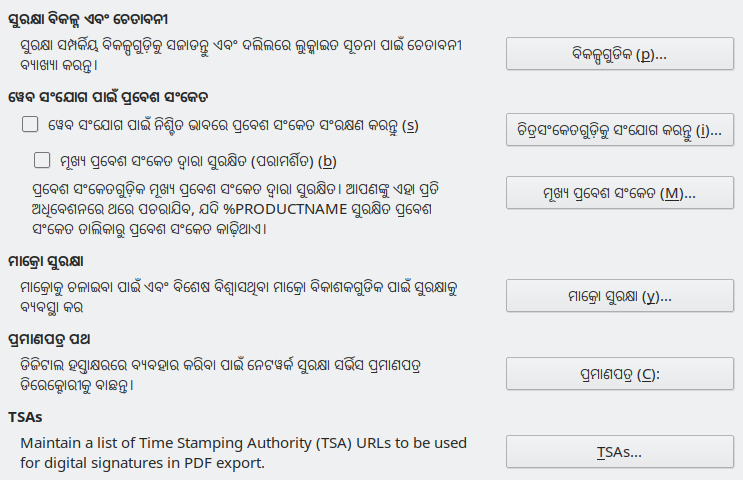 ସୁରକ୍ଷା ବିକଳ୍ପ ଏବଂ ଚେତାବନୀ
ସୁରକ୍ଷା ସମ୍ପର୍କିୟ ବିକଳ୍ପଗୁଡ଼ିକୁ ସଜାଡନ୍ତୁ ଏବଂ ଦଲିଲରେ ଲୁକ୍କାଇତ ସୂଚନା ପାଇଁ ଚେତାବନୀ
ବ୍ୟାଖ୍ୟା କରନ୍ତୁ।
ବିକଳ୍ପଗୁଡିକ (p)...
ୱେବ ସଂଯୋଗ ପାଇଁ ପ୍ରବେଶ ସଂକେତ
ୱେବ ସଂଯୋଗ ପାଇଁ ନିଶ୍ଚିତ ଭାବରେ ପ୍ରବେଶ ସଂକେତ ସଂରକ୍ଷଣ କରନ୍ତୁ (s)
ଚିତ୍ରସଂକେତଗୁଡ଼ିକୁ ସଂଯୋଗ କରନ୍ତୁ (i)...
ମୂଖ୍ୟ ପ୍ରବେଶ ସଂକେତ ଦ୍ୱାରା ସୁରକ୍ଷିତ (ପରାମର୍ଶିତ) (b)
ପ୍ରବେଶ ସଂକେତଗୁଡ଼ିକ ମୂଖ୍ୟ ପ୍ରବେଶ ସଂକେତ ଦ୍ୱାରା ସୁରକ୍ଷିତ। ଆପଣଙ୍କୁ ଏହା ପ୍ରତି
ଅଧିବେଶନରେ ଥରେ ପଚରାଯିବ, ଯଦି %PRODUCTNAME ସୁରକ୍ଷିତ ପ୍ରବେଶ
ସଂକେତ ତାଲିକାରୁ ପ୍ରବେଶ ସଂକେତ କାଢ଼ିଥାଏ।
ମୂଖ୍ୟ ପ୍ରବେଶ ସଂକେତ (M)...
ମାକ୍ରୋ ସୁରକ୍ଷା
ମାକ୍ରୋକୁ ଚଳାଇବା ପାଇଁ ଏବଂ ବିଶେଷ ବିଶ୍ୱାସଥିବା ମାକ୍ରୋ ବିକାଶକଗୁଡିକ ପାଇଁ ସୁରକ୍ଷାକୁ
ବ୍ୟବସ୍ଥା କର
ମାକ୍ରୋ ସୁରକ୍ଷା (y)...
ପ୍ରମାଣପତ୍ର ପଥ
ଡିଜିଟାଲ ହସ୍ତାକ୍ଷରରେ ବ୍ୟବହାର କରିବା ପାଇଁ ନେଟୱର୍କ ସୁରକ୍ଷା ସର୍ଭିସ ପ୍ରମାଣପତ୍ର
ଡିରେକ୍ଟୋରୀକୁ ବାଛନ୍ତୁ।
ପ୍ରମାଣପତ୍ର (C):
TSAs
Maintain a list of Time Stamping Authority (TSA) URLs to be used
for digital signatures in PDF export.
TSAs...